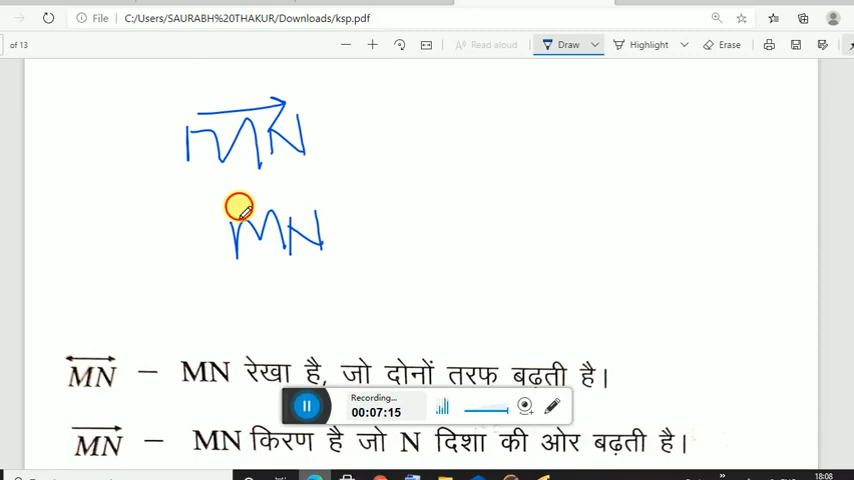 File C:/Users/SAURABH%20THAKUR/Downloads/ksp.pdf
of 13 Read aloud Draw Highlight Erase
MN
MN
MN – MN रेखा है, जो दोनों तरफ बढ़ती है।
Recording...
00:07:15
MN – MN किरण है जो N दिशा की ओर बढ़ती है।
18:08